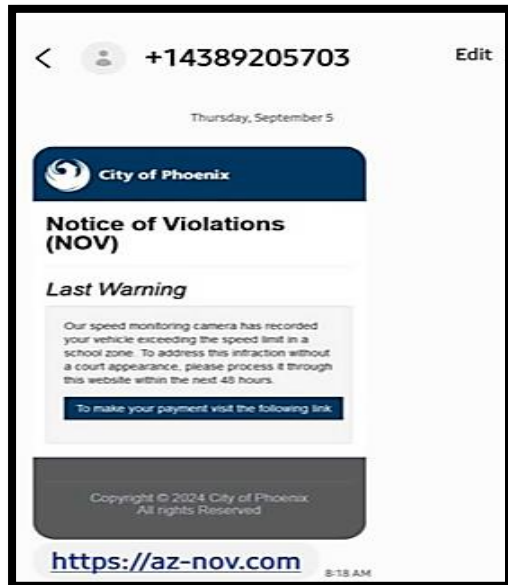 +14389205703 Edit
Thursday, September 5
City of Phoenix
Notice of Violations
(NOV)
Last Warning
Our speed monitoring camera has recorded
your vehicle exceeding the speed limit in a
school zone. To address this infraction without
a court appearance, please process it through
this website within the next 48 hours.
To make your payment visit the following link
Copyright © 2024 City of Phoenix
All rights Reserved
https://az-nov.com
8:18 AM